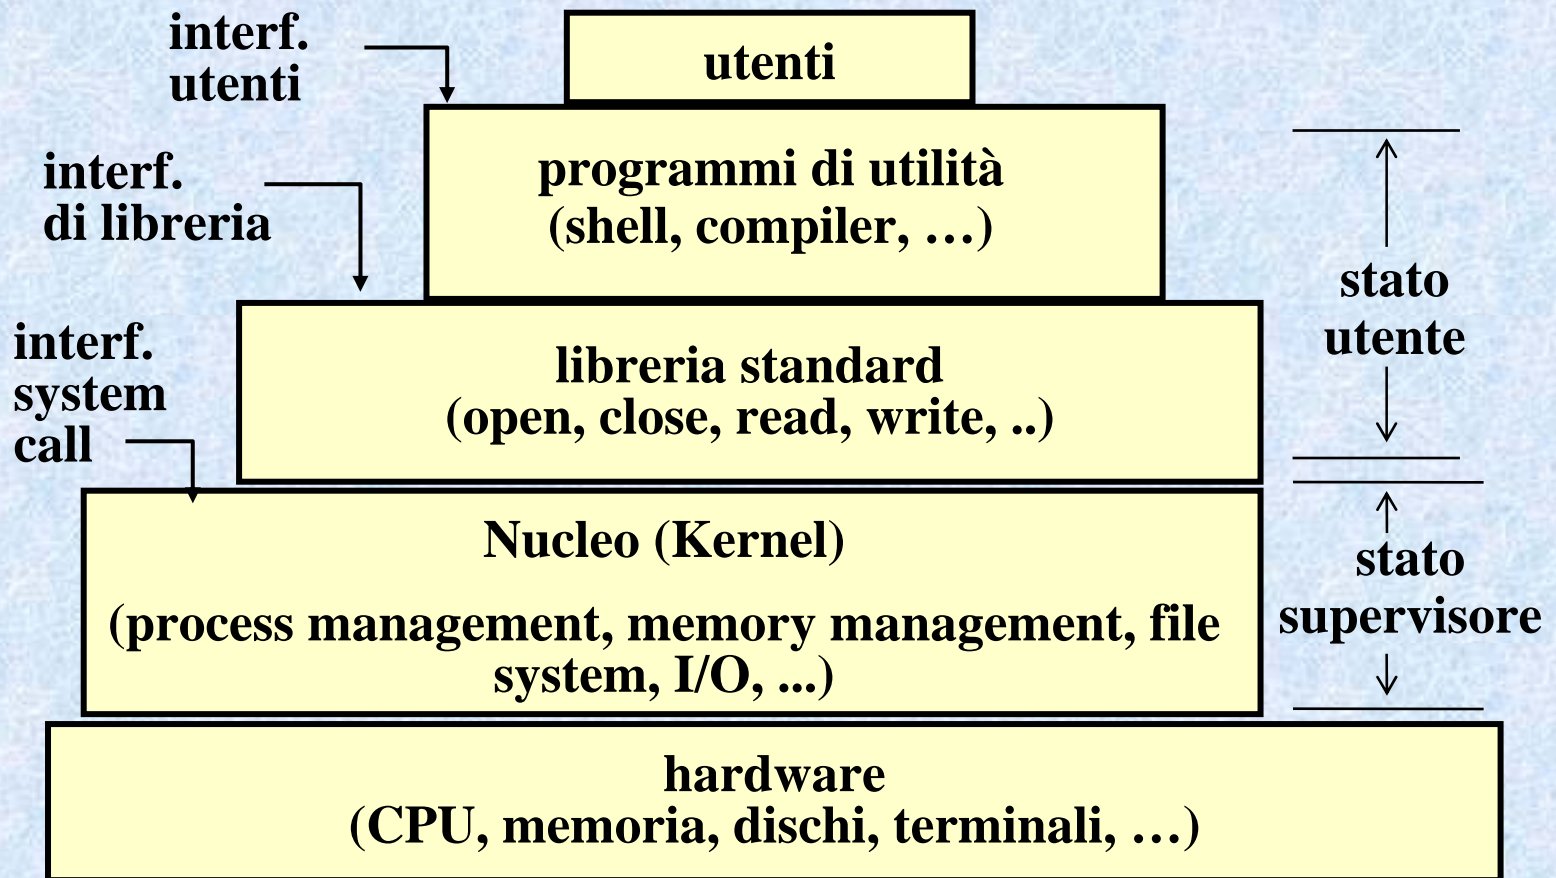 interf.
utenti
utenti
interf.
di libreria
programmi di utilità
(shell, compiler, …)
stato
utente
interf.
system
call
libreria standard
(open, close, read, write, ..)
Nucleo (Kernel)
(process management, memory management, file
system, I/O, ...)
stato
supervisore
hardware
(CPU, memoria, dischi, terminali, …)